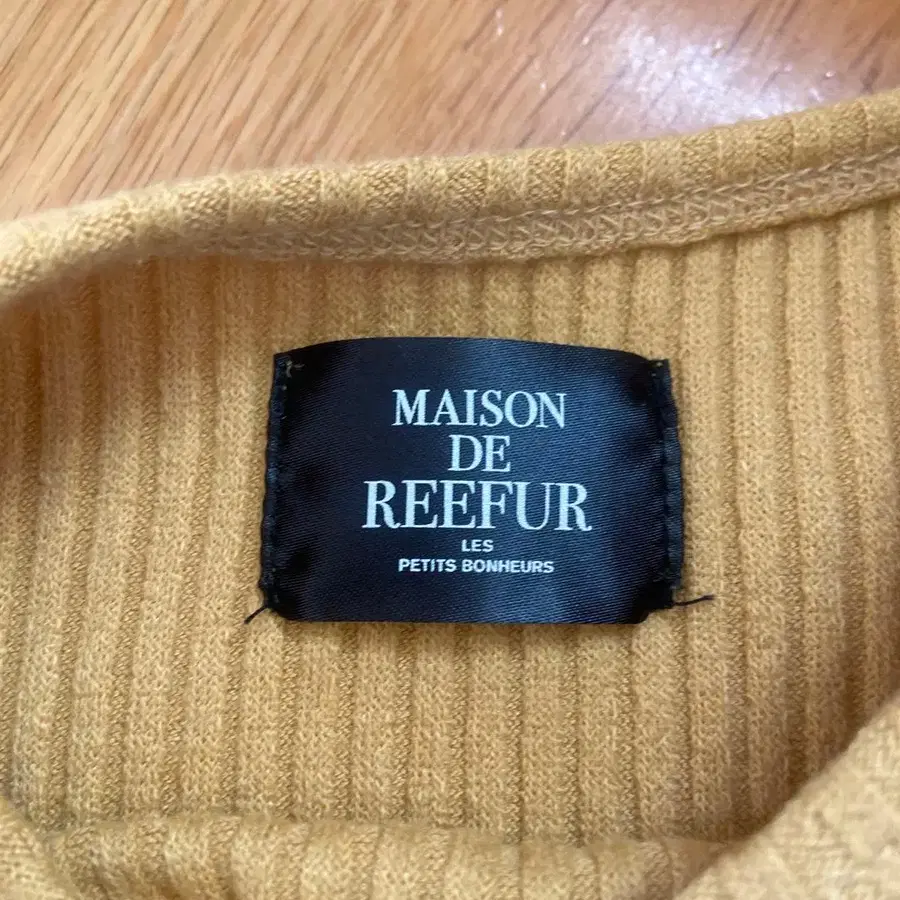 MAISON
DE
REEFUR
LES
PETITS BONHEURS